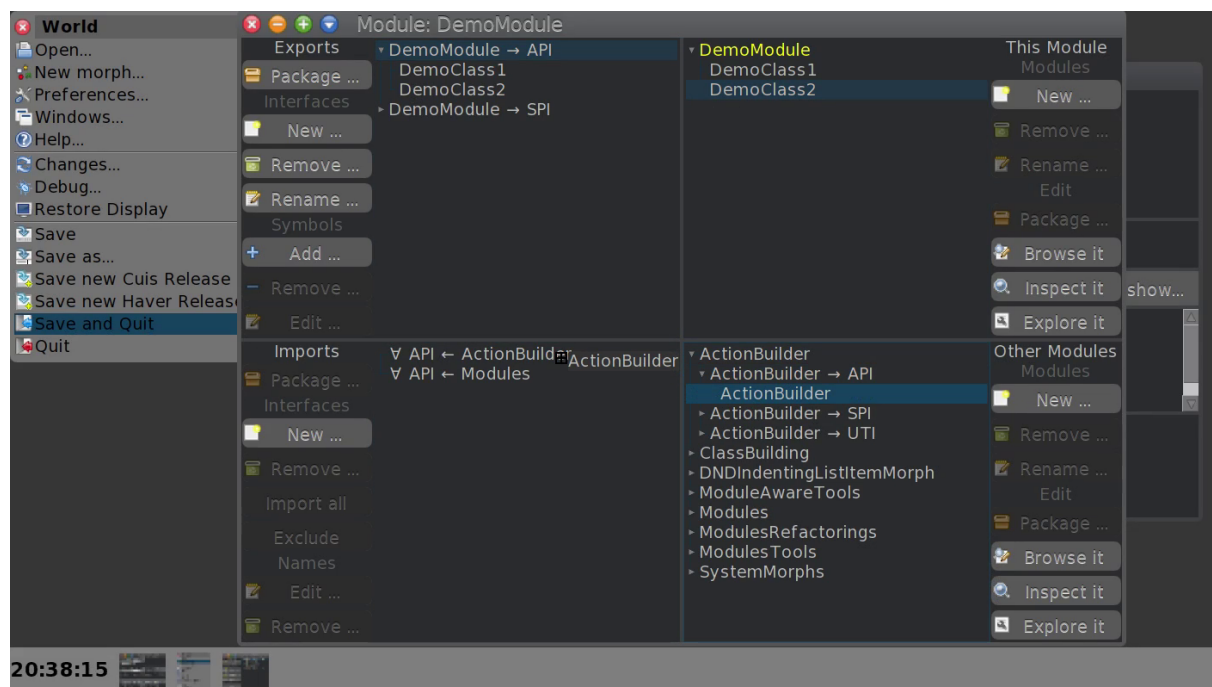 World
Open...
New morph...
Preferences...
Windows...
Help...
Changes...
Debug...
Restore Display
Save
Save as...
Save new Cuis Release
Save new Haver Release
Save and Quit
Quit
Module: DemoModule
Exports
Package ...
Interfaces
New ...
Remove ...
Rename ...
Symbols
Add ...
Remove ...
Edit ...
DemoModule → API
DemoClass1
DemoClass2
DemoModule → SPI
DemoModule
DemoClass1
DemoClass2
This Module
Modules
New ...
Remove ...
Rename ...
Edit
Package ...
Browse it
Inspect it
Explore it
show...
Imports
Package ...
Interfaces
New ...
Remove ...
Import all
Exclude
Names
Edit ...
Remove ...
∀ API ← ActionBuilder
ActionBuilder
∀ API ← Modules
ActionBuilder
ActionBuilder → API
ActionBuilder
ActionBuilder → SPI
ActionBuilder → UTI
ClassBuilding
DNDIndentingListItemMorph
ModuleAwareTools
Modules
ModulesRefactorings
ModulesTools
SystemMorphs
Other Modules
Modules
New ...
Remove ...
Rename ...
Edit
Package ...
Browse it
Inspect it
Explore it
20:38:15